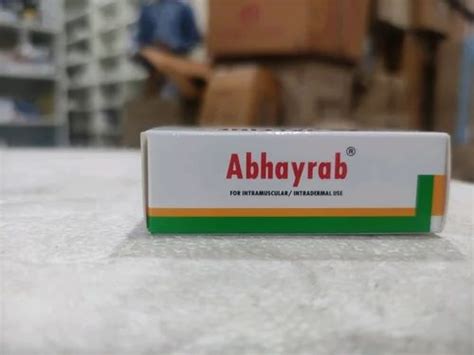 Abhayrab®
FOR INTRAMUSCULAR/ INTRADERMAL USE